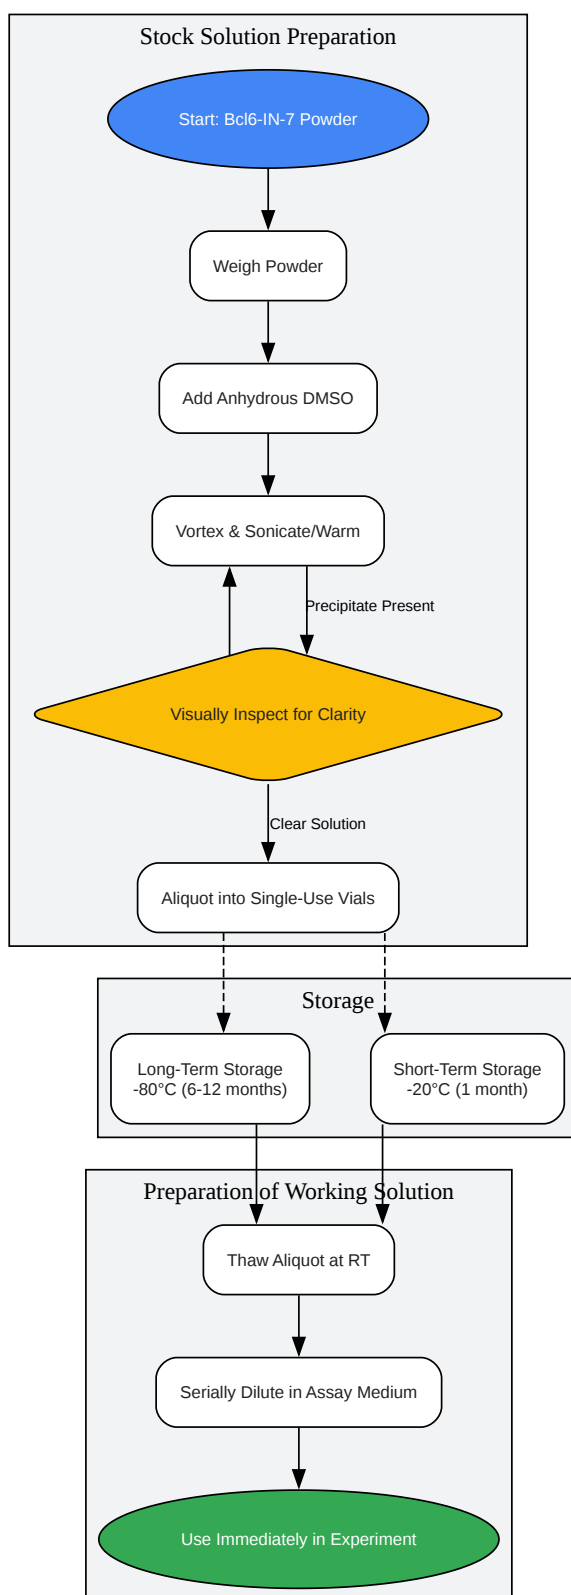 Stock Solution Preparation
Start: Bcl6-IN-7 Powder
Weigh Powder
Add Anhydrous DMSO
Vortex & Sonicate/Warm
Precipitate Present
Visually Inspect for Clarity
Clear Solution
Aliquot into Single-Use Vials
Storage
Long-Term Storage
-80°C (6-12 months)
Short-Term Storage
-20°C (1 month)
Preparation of Working Solution
Thaw Aliquot at RT
Serially Dilute in Assay Medium
Use Immediately in Experiment